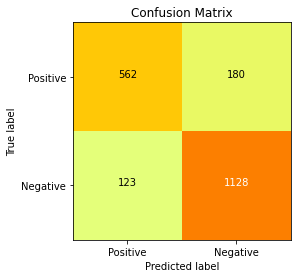 Confusion Matrix
True label
Positive
562
180
Negative
123
1128
Positive
Negative
Predicted label